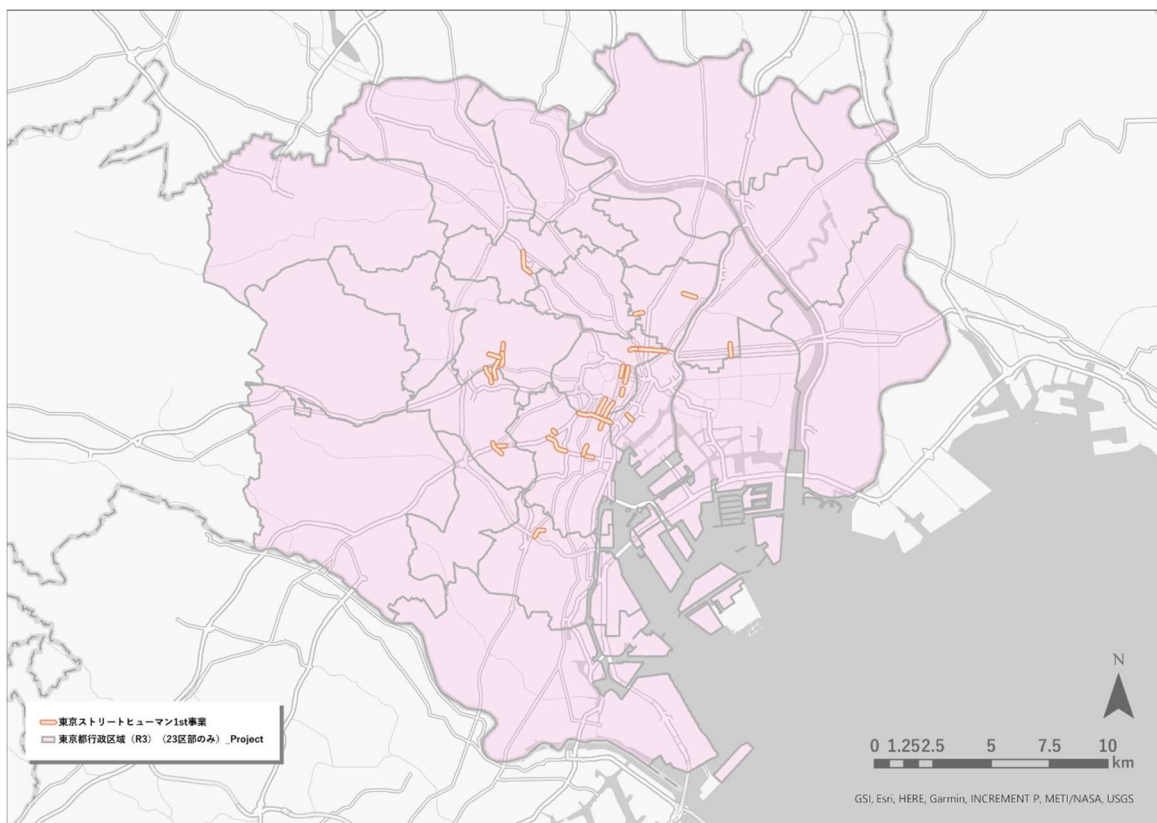 東京ストリートヒューマン1st事業
東京都行政区域（R3）（23区部のみ）_Project
N
0 1.25 2.5 5 7.5 10
km
GSI, Esri, HERE, Garmin, INCREMENT P, METI/NASA, USGS